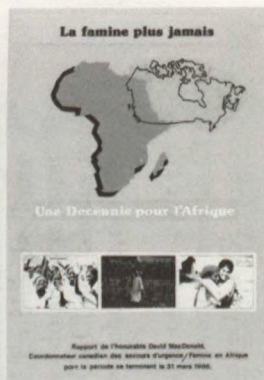 La famine plus jamais
Une Decennie pour l'Afrique
Rapport de l'honorable David MacDonald,
Coordonnateur canadien des secours d'urgence/Famine en Afrique
pour la période se terminant le 31 mars 1986.